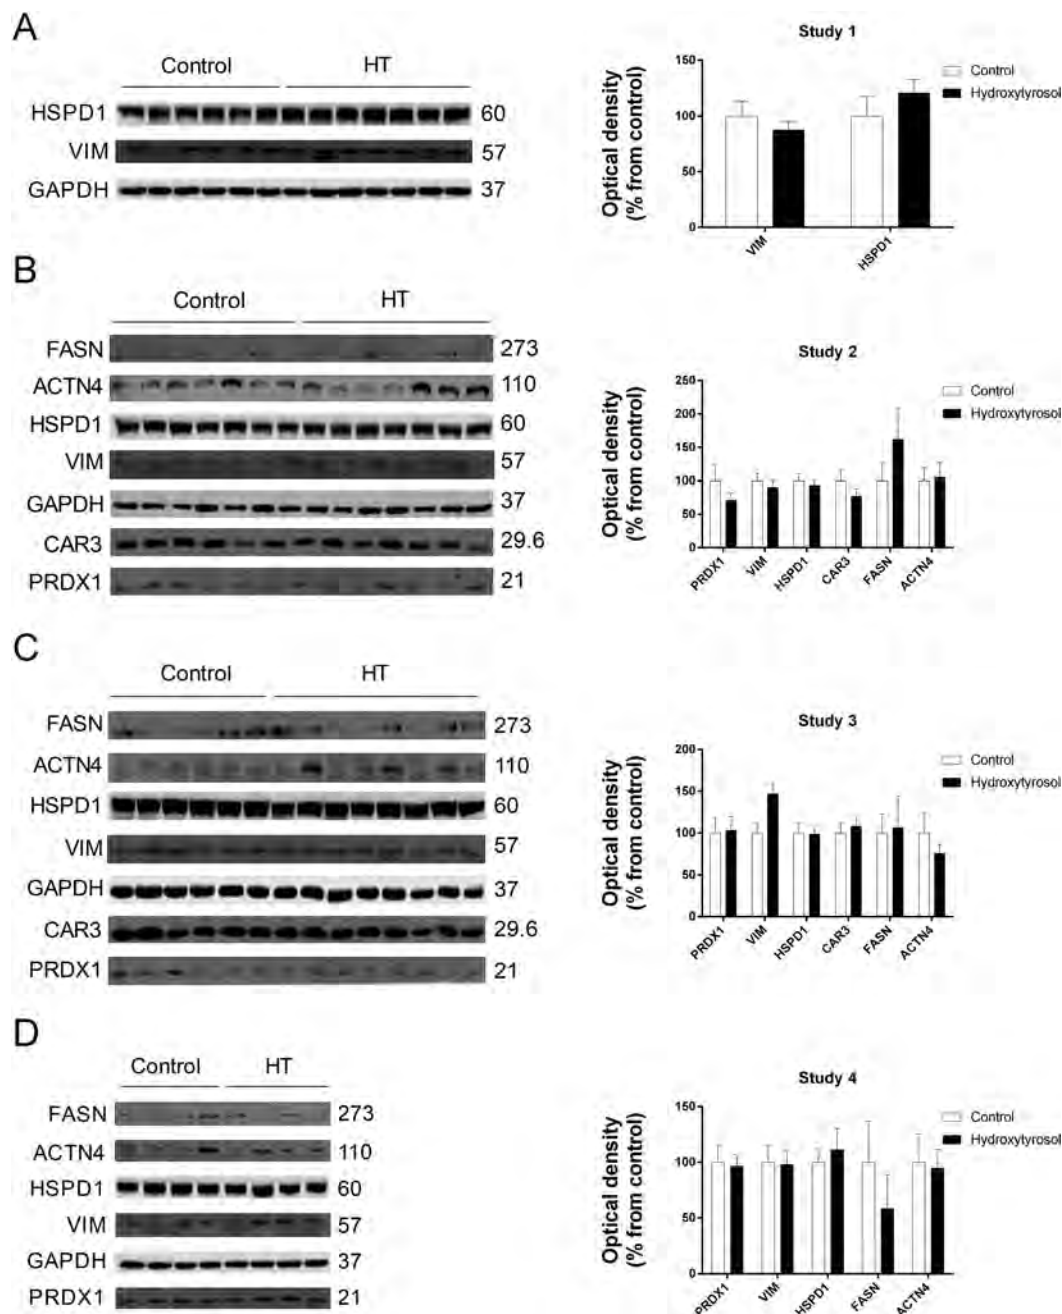 A
Control HT
HSPD1 60
VIM 57
GAPDH 37
Study 1
Optical density
(% from control)
150
100
50
0
VIM HSPD1
Control
Hydroxytyrosol
B
Control HT
FASN 273
ACTN4 110
HSPD1 60
VIM 57
GAPDH 37
CAR3 29.6
PRDX1 21
Study 2
Optical density
(% from control)
250
200
150
100
50
0
PRDX1 VIM HSPD1 CAR3 FASN ACTN4
Control
Hydroxytyrosol
C
Control HT
FASN 273
ACTN4 110
HSPD1 60
VIM 57
GAPDH 37
CAR3 29.6
PRDX1 21
Study 3
Optical density
(% from control)
200
150
100
50
0
PRDX1 VIM HSPD1 CAR3 FASN ACTN4
Control
Hydroxytyrosol
D
Control HT
FASN 273
ACTN4 110
HSPD1 60
VIM 57
GAPDH 37
PRDX1 21
Study 4
Optical density
(% from control)
150
100
50
0
PRDX1 VIM HSPD1 FASN ACTN4
Control
Hydroxytyrosol